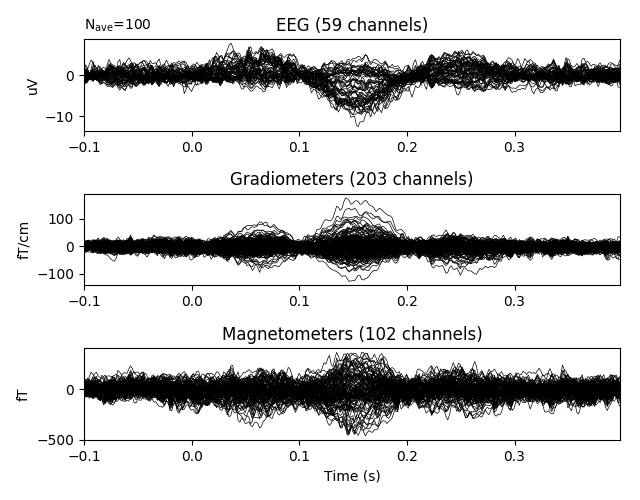 Nave=100
EEG (59 channels)
uV
0
−10
−0.1 0.0 0.1 0.2 0.3
Gradiometers (203 channels)
fT/cm
100
0
−100
−0.1 0.0 0.1 0.2 0.3
Magnetometers (102 channels)
fT
0
−500
−0.1 0.0 0.1 0.2 0.3
Time (s)